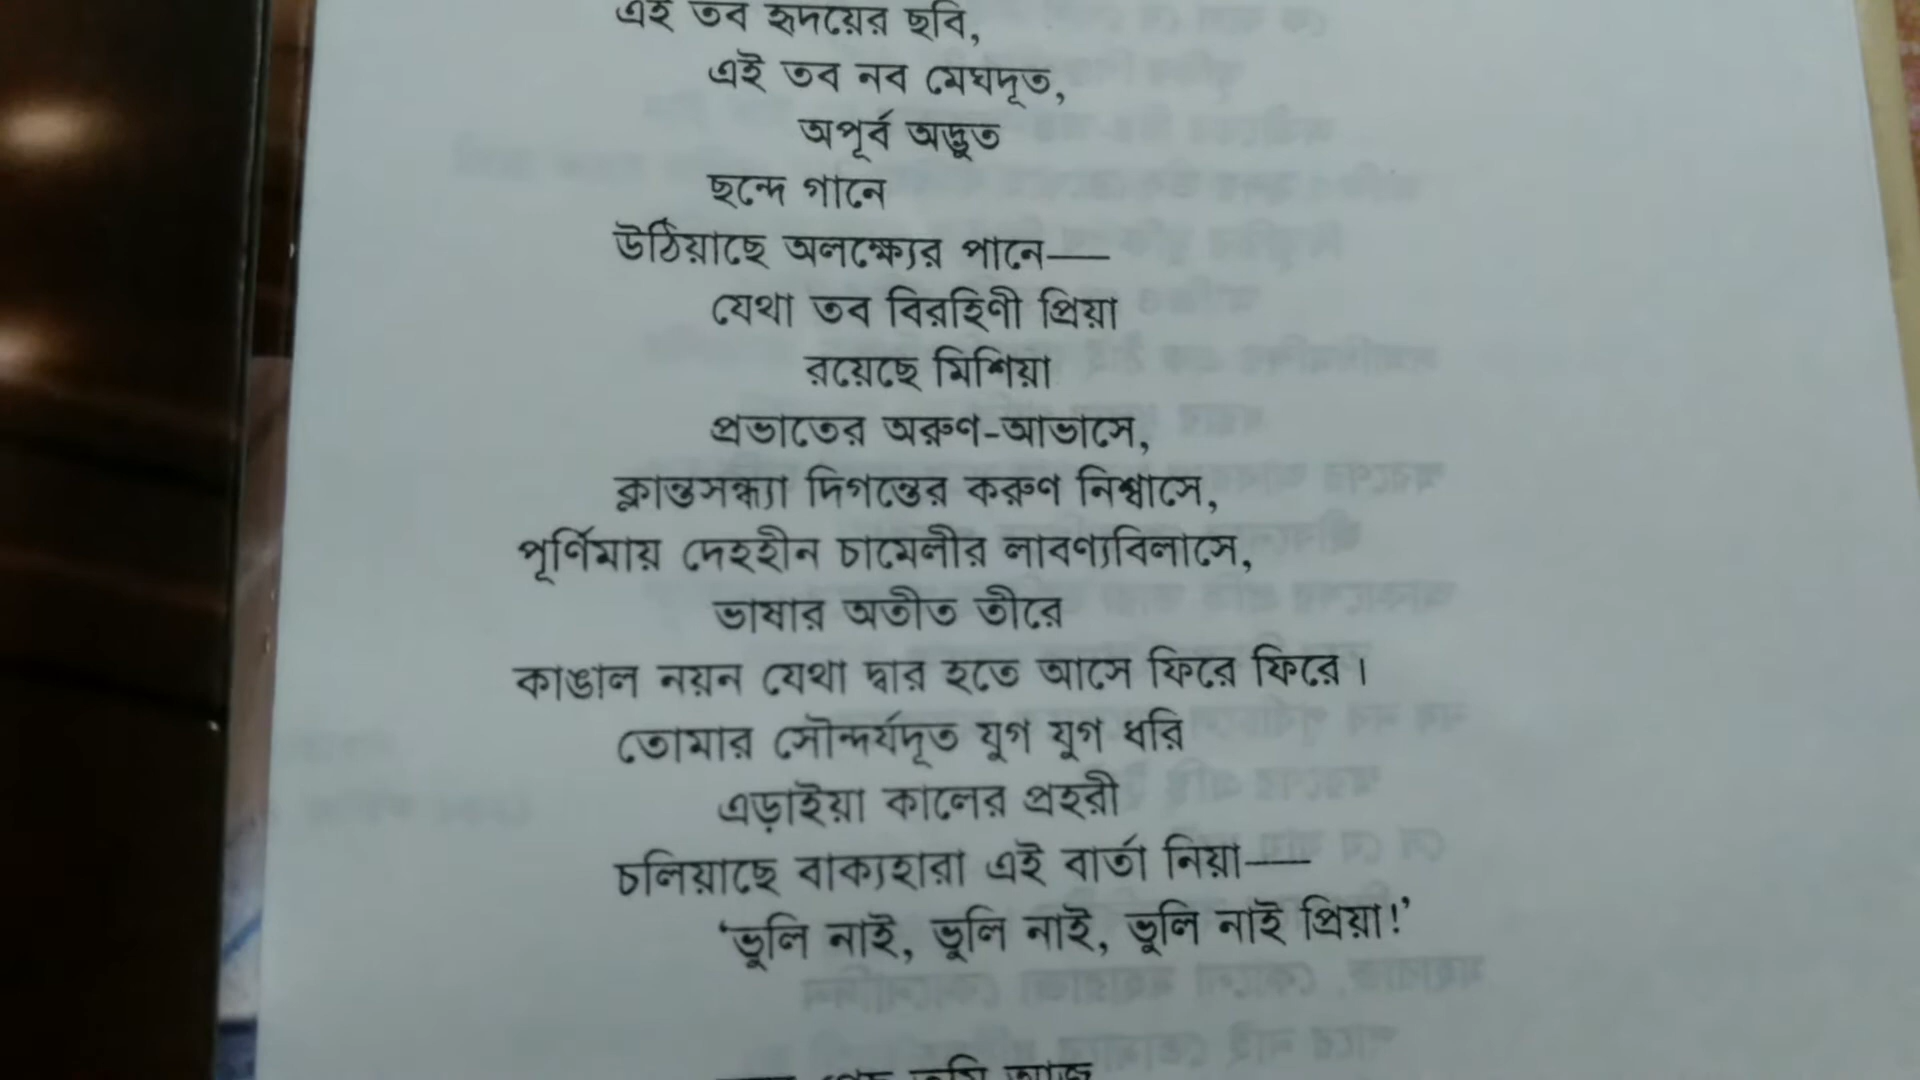 এই তব হৃদয়ের ছবি,
এই তব নব মেঘদূত,
অপূর্ব অদ্ভুত
ছন্দে গানে
উঠিয়াছে অলক্ষ্যের পানে—
যেথা তব বিরহিণী প্রিয়া
রয়েছে মিশিয়া
প্রভাতের অরুণ-আভাসে,
ক্লান্তসন্ধ্যা দিগন্তের করুণ নিশ্বাসে,
পূর্ণিমায় দেহহীন চামেলীর লাবণ্যবিলাসে,
ভাষার অতীত তীরে
কাঙাল নয়ন যেথা দ্বার হতে আসে ফিরে ফিরে।
তোমার সৌন্দর্যদূত যুগ যুগ ধরি
এড়াইয়া কালের প্রহরী
চলিয়াছে বাক্যহারা এই বার্তা নিয়া—
‘ভুলি নাই, ভুলি নাই, ভুলি নাই প্রিয়া!’